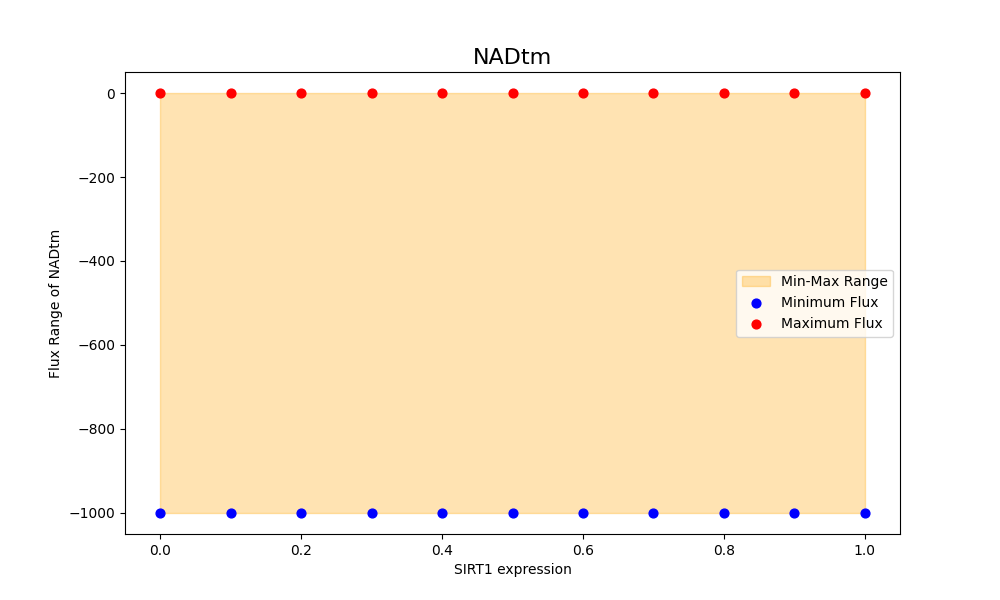 NADtm
Flux Range of NADtm
0
−200
−400
−600
−800
−1000
Min-Max Range
Minimum Flux
Maximum Flux
0.0 0.2 0.4 0.6 0.8 1.0
SIRT1 expression